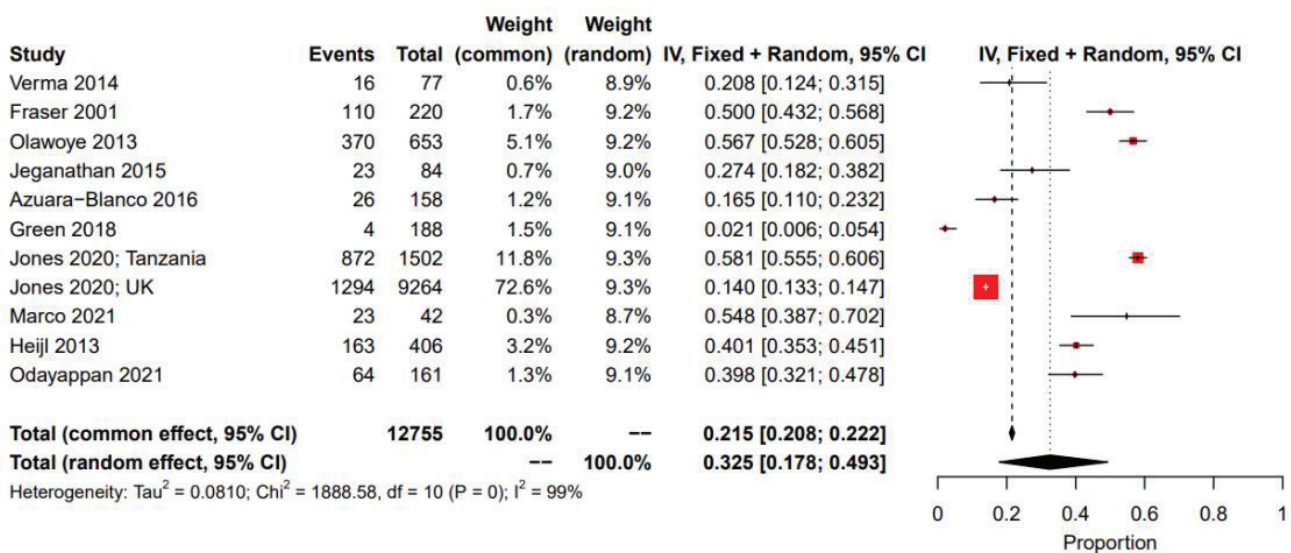 Weight Weight
Study Events Total (common) (random) IV, Fixed + Random, 95% CI IV, Fixed + Random, 95% CI
Verma 2014 16 77 0.6% 8.9% 0.208 [0.124; 0.315]
Fraser 2001 110 220 1.7% 9.2% 0.500 [0.432; 0.568]
Olawoye 2013 370 653 5.1% 9.2% 0.567 [0.528; 0.605]
Jeganathan 2015 23 84 0.7% 9.0% 0.274 [0.182; 0.382]
Azuara−Blanco 2016 26 158 1.2% 9.1% 0.165 [0.110; 0.232]
Green 2018 4 188 1.5% 9.1% 0.021 [0.006; 0.054]
Jones 2020; Tanzania 872 1502 11.8% 9.3% 0.581 [0.555; 0.606]
Jones 2020; UK 1294 9264 72.6% 9.3% 0.140 [0.133; 0.147]
Marco 2021 23 42 0.3% 8.7% 0.548 [0.387; 0.702]
Heijl 2013 163 406 3.2% 9.2% 0.401 [0.353; 0.451]
Odayappan 2021 64 161 1.3% 9.1% 0.398 [0.321; 0.478]
Total (common effect, 95% CI) 12755 100.0% −− 0.215 [0.208; 0.222]
Total (random effect, 95% CI) −− 100.0% 0.325 [0.178; 0.493]
Heterogeneity: Tau² = 0.0810; Chi² = 1888.58, df = 10 (P = 0); I² = 99%
0 0.2 0.4 0.6 0.8 1
Proportion